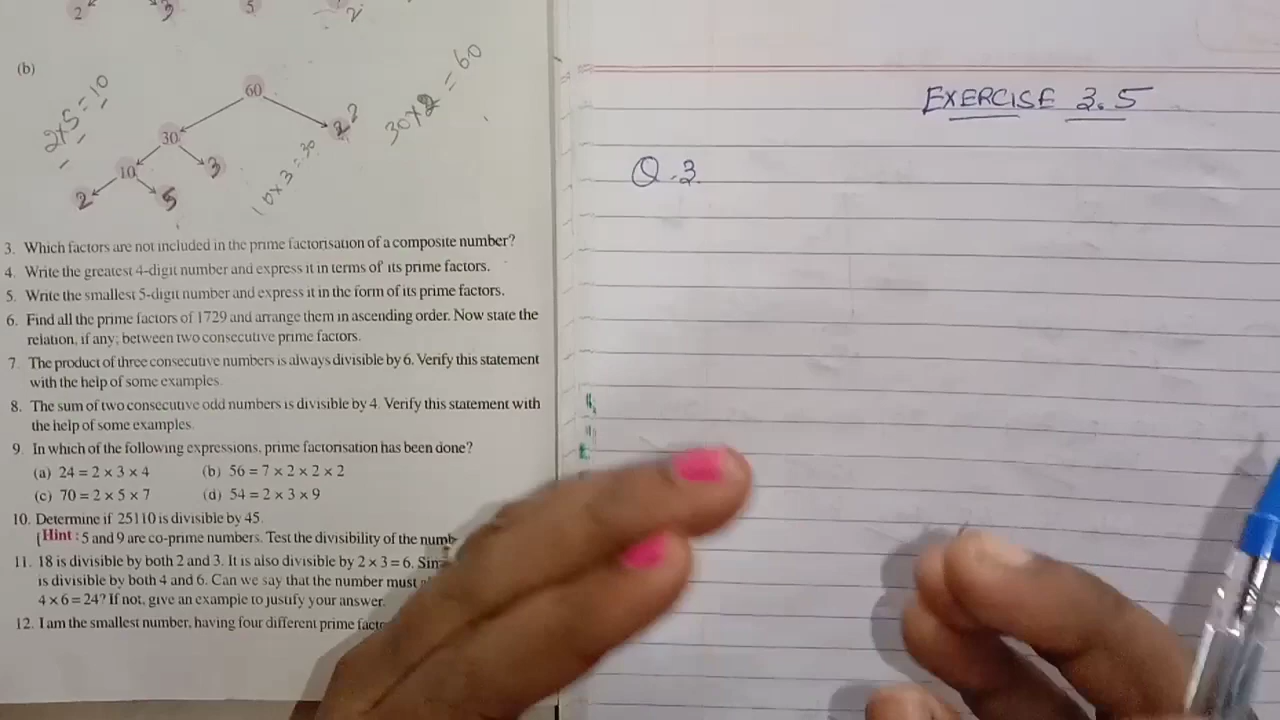 2 3 5 2
(b)
2x5=10
60
30x2=60
30
2 2
10x3=30
10
3
2
5
EXERCISE 3.5
Q.3.
3. Which factors are not included in the prime factorisation of a composite number?
4. Write the greatest 4-digit number and express it in terms of its prime factors.
5. Write the smallest 5-digit number and express it in the form of its prime factors.
6. Find all the prime factors of 1729 and arrange them in ascending order. Now state the
relation, if any; between two consecutive prime factors.
7. The product of three consecutive numbers is always divisible by 6. Verify this statement
with the help of some examples.
8. The sum of two consecutive odd numbers is divisible by 4. Verify this statement with
the help of some examples.
9. In which of the following expressions, prime factorisation has been done?
(a) 24 = 2 × 3 × 4 (b) 56 = 7 × 2 × 2 × 2
(c) 70 = 2 × 5 × 7 (d) 54 = 2 × 3 × 9
10. Determine if 25110 is divisible by 45.
[Hint : 5 and 9 are co-prime numbers. Test the divisibility of the numb
11. 18 is divisible by both 2 and 3. It is also divisible by 2 × 3 = 6. Sim
is divisible by both 4 and 6. Can we say that the number must
4 × 6 = 24? If not, give an example to justify your answer.
12. I am the smallest number, having four different prime facto